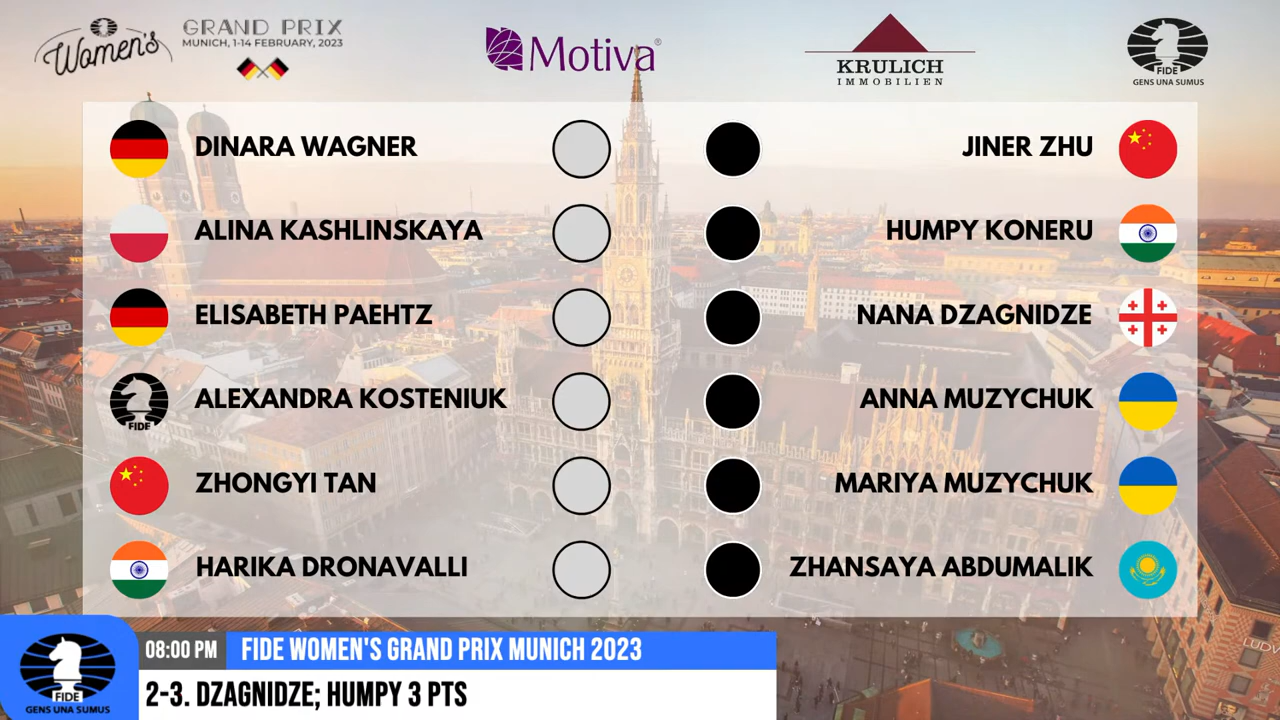 Women's
GRAND PRIX
MUNICH, 1-14 FEBRUARY, 2023
Motiva®
KRULICH
IMMOBILIEN
FIDE
GENS UNA SUMUS
DINARA WAGNER
JINER ZHU
ALINA KASHLINSKAYA
HUMPY KONERU
ELISABETH PAEHTZ
NANA DZAGNIDZE
FIDE
ALEXANDRA KOSTENIUK
ANNA MUZYCHUK
ZHONGYI TAN
MARIYA MUZYCHUK
HARIKA DRONAVALLI
ZHANSAYA ABDUMALIK
08:00 PM
FIDE WOMEN'S GRAND PRIX MUNICH 2023
FIDE
GENS UNA SUMUS
2-3. DZAGNIDZE; HUMPY 3 PTS